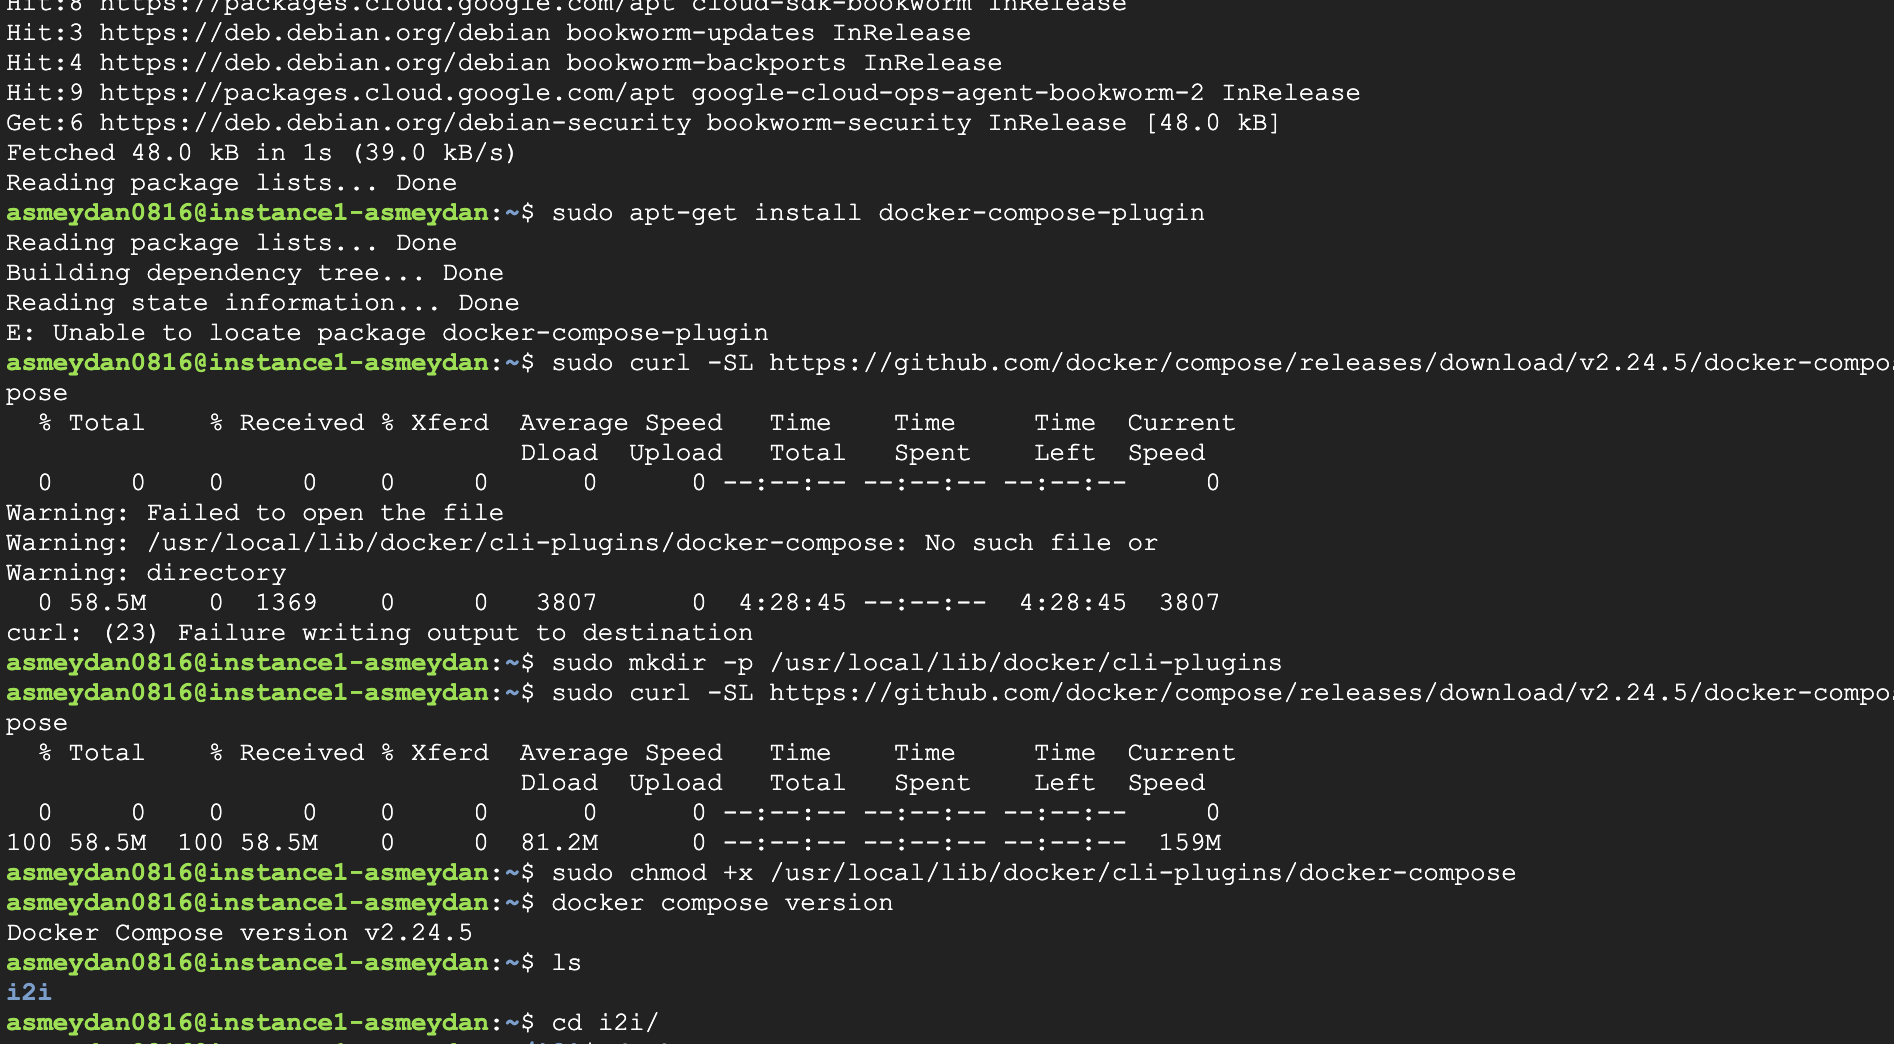 Hit:8 https://packages.cloud.google.com/apt cloud-sdk-bookworm InRelease
Hit:3 https://deb.debian.org/debian bookworm-updates InRelease
Hit:4 https://deb.debian.org/debian bookworm-backports InRelease
Hit:9 https://packages.cloud.google.com/apt google-cloud-ops-agent-bookworm-2 InRelease
Get:6 https://deb.debian.org/debian-security bookworm-security InRelease [48.0 kB]
Fetched 48.0 kB in 1s (39.0 kB/s)
Reading package lists... Done
asmeydan0816@instance1-asmeydan:~$ sudo apt-get install docker-compose-plugin
Reading package lists... Done
Building dependency tree... Done
Reading state information... Done
E: Unable to locate package docker-compose-plugin
asmeydan0816@instance1-asmeydan:~$ sudo curl -SL https://github.com/docker/compose/releases/download/v2.24.5/docker-compos
pose
  % Total    % Received % Xferd  Average Speed   Time    Time     Time  Current
                                 Dload  Upload   Total   Spent    Left  Speed
  0     0    0     0    0     0      0      0 --:--:-- --:--:-- --:--:--     0
Warning: Failed to open the file
Warning: /usr/local/lib/docker/cli-plugins/docker-compose: No such file or
Warning: directory
  0 58.5M    0  1369    0     0   3807      0  4:28:45 --:--:--  4:28:45  3807
curl: (23) Failure writing output to destination
asmeydan0816@instance1-asmeydan:~$ sudo mkdir -p /usr/local/lib/docker/cli-plugins
asmeydan0816@instance1-asmeydan:~$ sudo curl -SL https://github.com/docker/compose/releases/download/v2.24.5/docker-compos
pose
  % Total    % Received % Xferd  Average Speed   Time    Time     Time  Current
                                 Dload  Upload   Total   Spent    Left  Speed
  0     0    0     0    0     0      0      0 --:--:-- --:--:-- --:--:--     0
100 58.5M  100 58.5M    0     0  81.2M      0 --:--:-- --:--:-- --:--:--  159M
asmeydan0816@instance1-asmeydan:~$ sudo chmod +x /usr/local/lib/docker/cli-plugins/docker-compose
asmeydan0816@instance1-asmeydan:~$ docker compose version
Docker Compose version v2.24.5
asmeydan0816@instance1-asmeydan:~$ ls
i2i
asmeydan0816@instance1-asmeydan:~$ cd i2i/